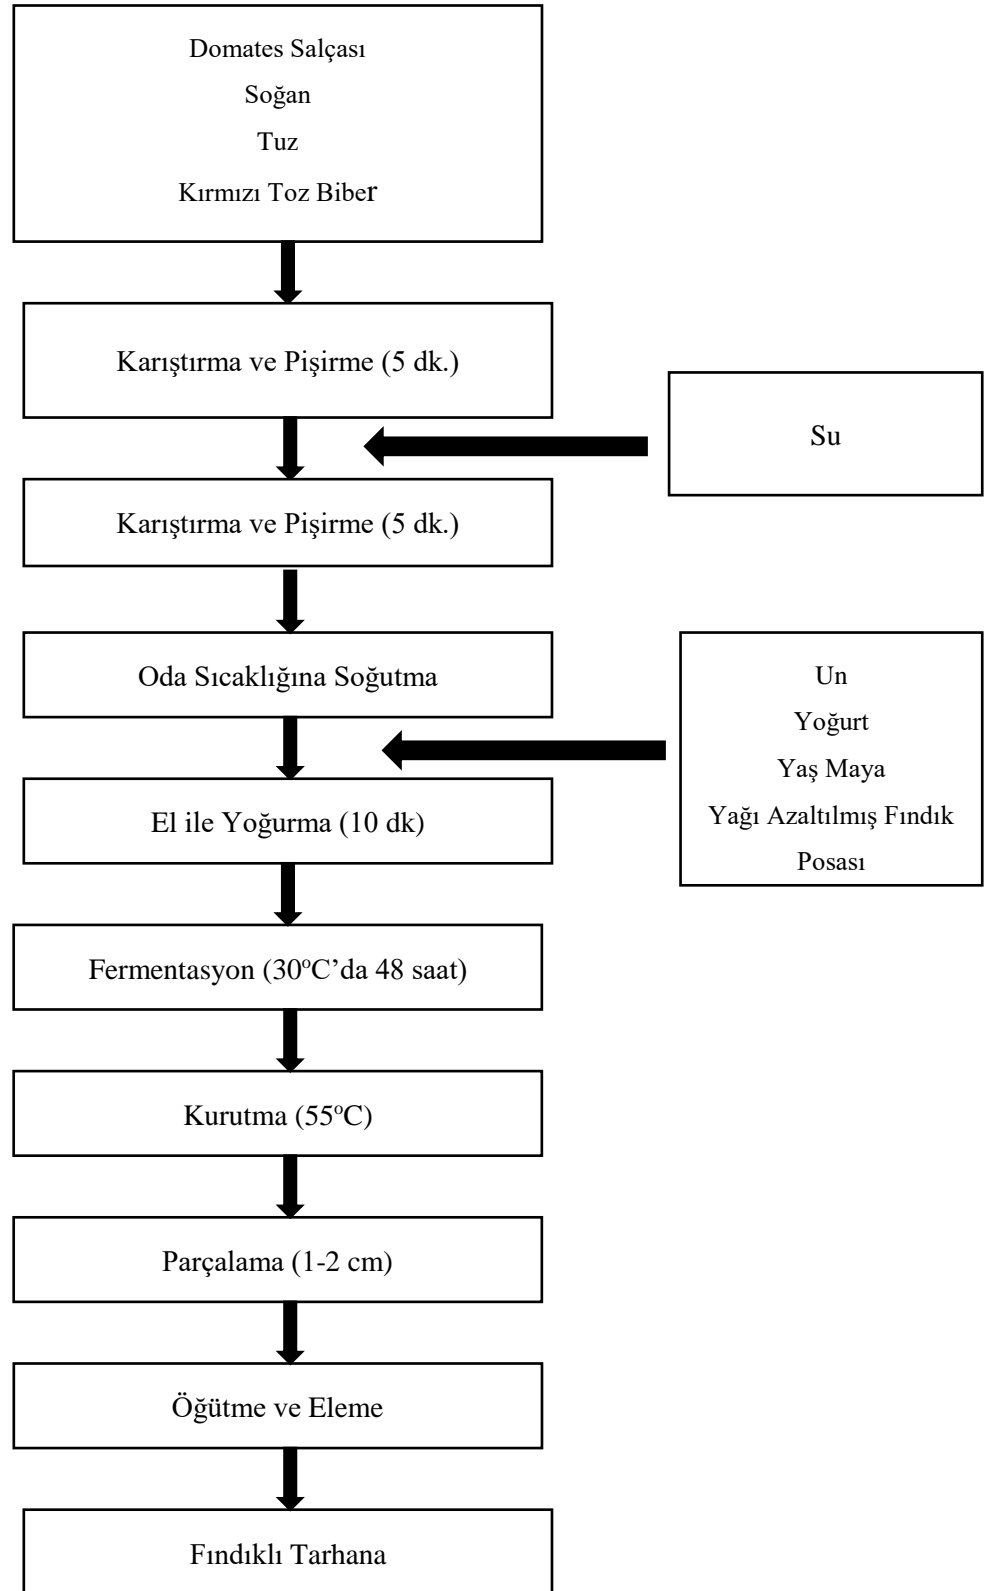 Domates Salçası
Soğan
Tuz
Kırmızı Toz Biber
Karıştırma ve Pişirme (5 dk.)
Su
Karıştırma ve Pişirme (5 dk.)
Oda Sıcaklığına Soğutma
Un
Yoğurt
Yaş Maya
Yağı Azaltılmış Fındık
Posası
El ile Yoğurma (10 dk)
Fermentasyon (30ºC’da 48 saat)
Kurutma (55ºC)
Parçalama (1-2 cm)
Öğütme ve Eleme
Fındıklı Tarhana